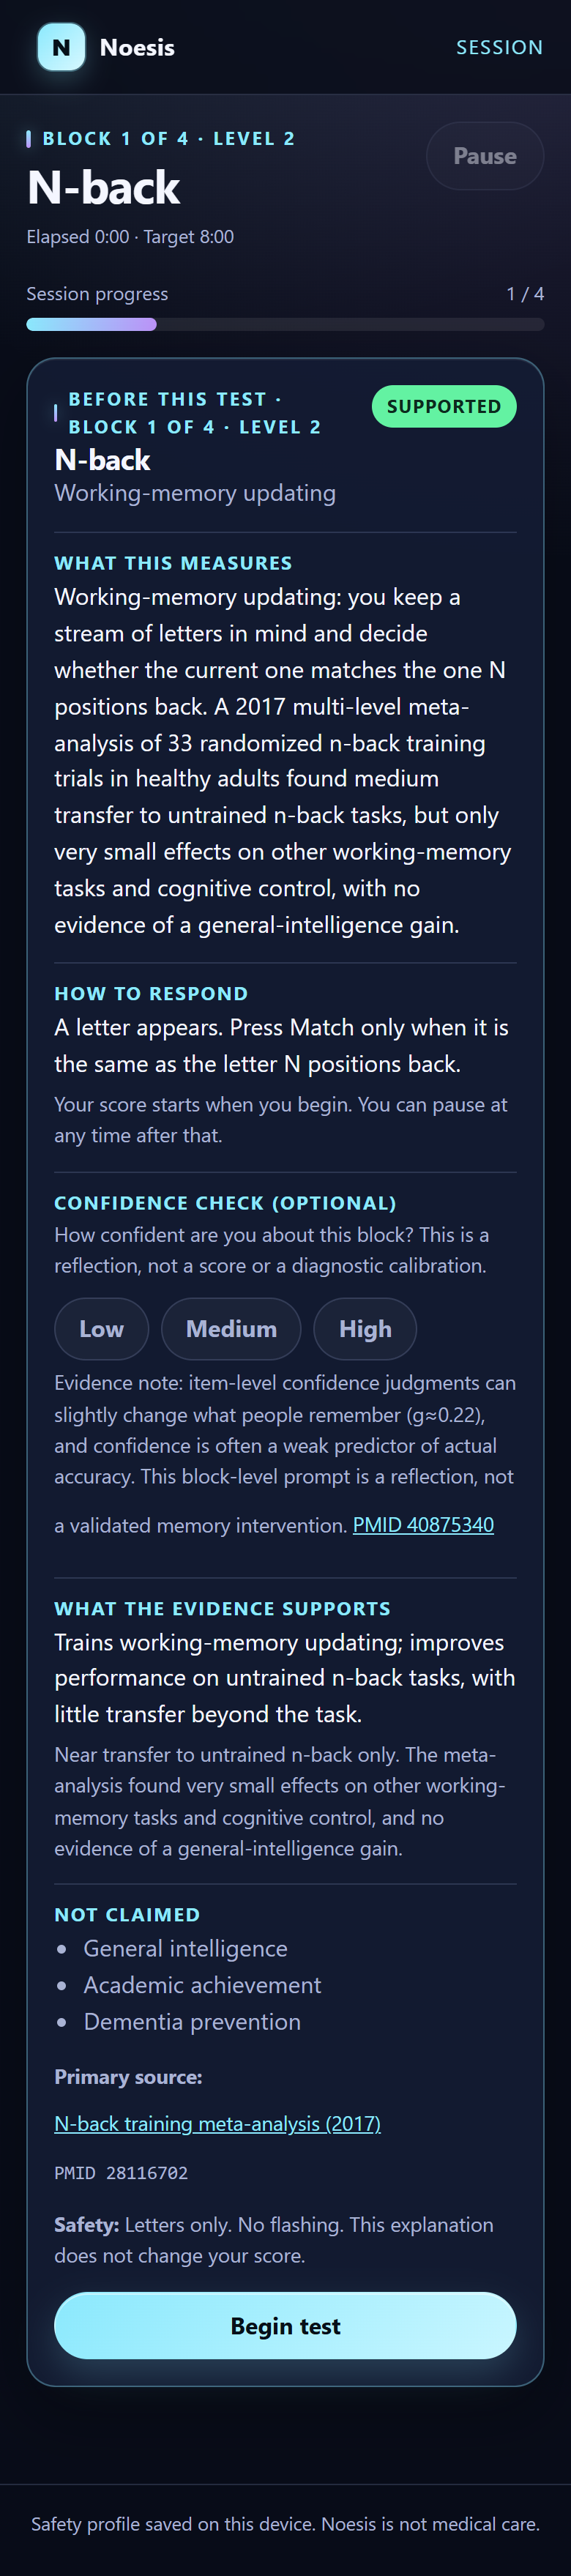 N
Noesis
SESSION
BLOCK 1 OF 4 · LEVEL 2
Pause
N-back
Elapsed 0:00 · Target 8:00
Session progress
1 / 4
BEFORE THIS TEST ·
BLOCK 1 OF 4 · LEVEL 2
SUPPORTED
N-back
Working-memory updating
WHAT THIS MEASURES
Working-memory updating: you keep a
stream of letters in mind and decide
whether the current one matches the one N
positions back. A 2017 multi-level meta-
analysis of 33 randomized n-back training
trials in healthy adults found medium
transfer to untrained n-back tasks, but only
very small effects on other working-memory
tasks and cognitive control, with no
evidence of a general-intelligence gain.
HOW TO RESPOND
A letter appears. Press Match only when it is
the same as the letter N positions back.
Your score starts when you begin. You can pause at
any time after that.
CONFIDENCE CHECK (OPTIONAL)
How confident are you about this block? This is a
reflection, not a score or a diagnostic calibration.
Low
Medium
High
Evidence note: item-level confidence judgments can
slightly change what people remember (g≈0.22),
and confidence is often a weak predictor of actual
accuracy. This block-level prompt is a reflection, not
a validated memory intervention. PMID 40875340
WHAT THE EVIDENCE SUPPORTS
Trains working-memory updating; improves
performance on untrained n-back tasks, with
little transfer beyond the task.
Near transfer to untrained n-back only. The meta-
analysis found very small effects on other working-
memory tasks and cognitive control, and no
evidence of a general-intelligence gain.
NOT CLAIMED
• General intelligence
• Academic achievement
• Dementia prevention
Primary source:
N-back training meta-analysis (2017)
PMID 28116702
Safety: Letters only. No flashing. This explanation
does not change your score.
Begin test
Safety profile saved on this device. Noesis is not medical care.